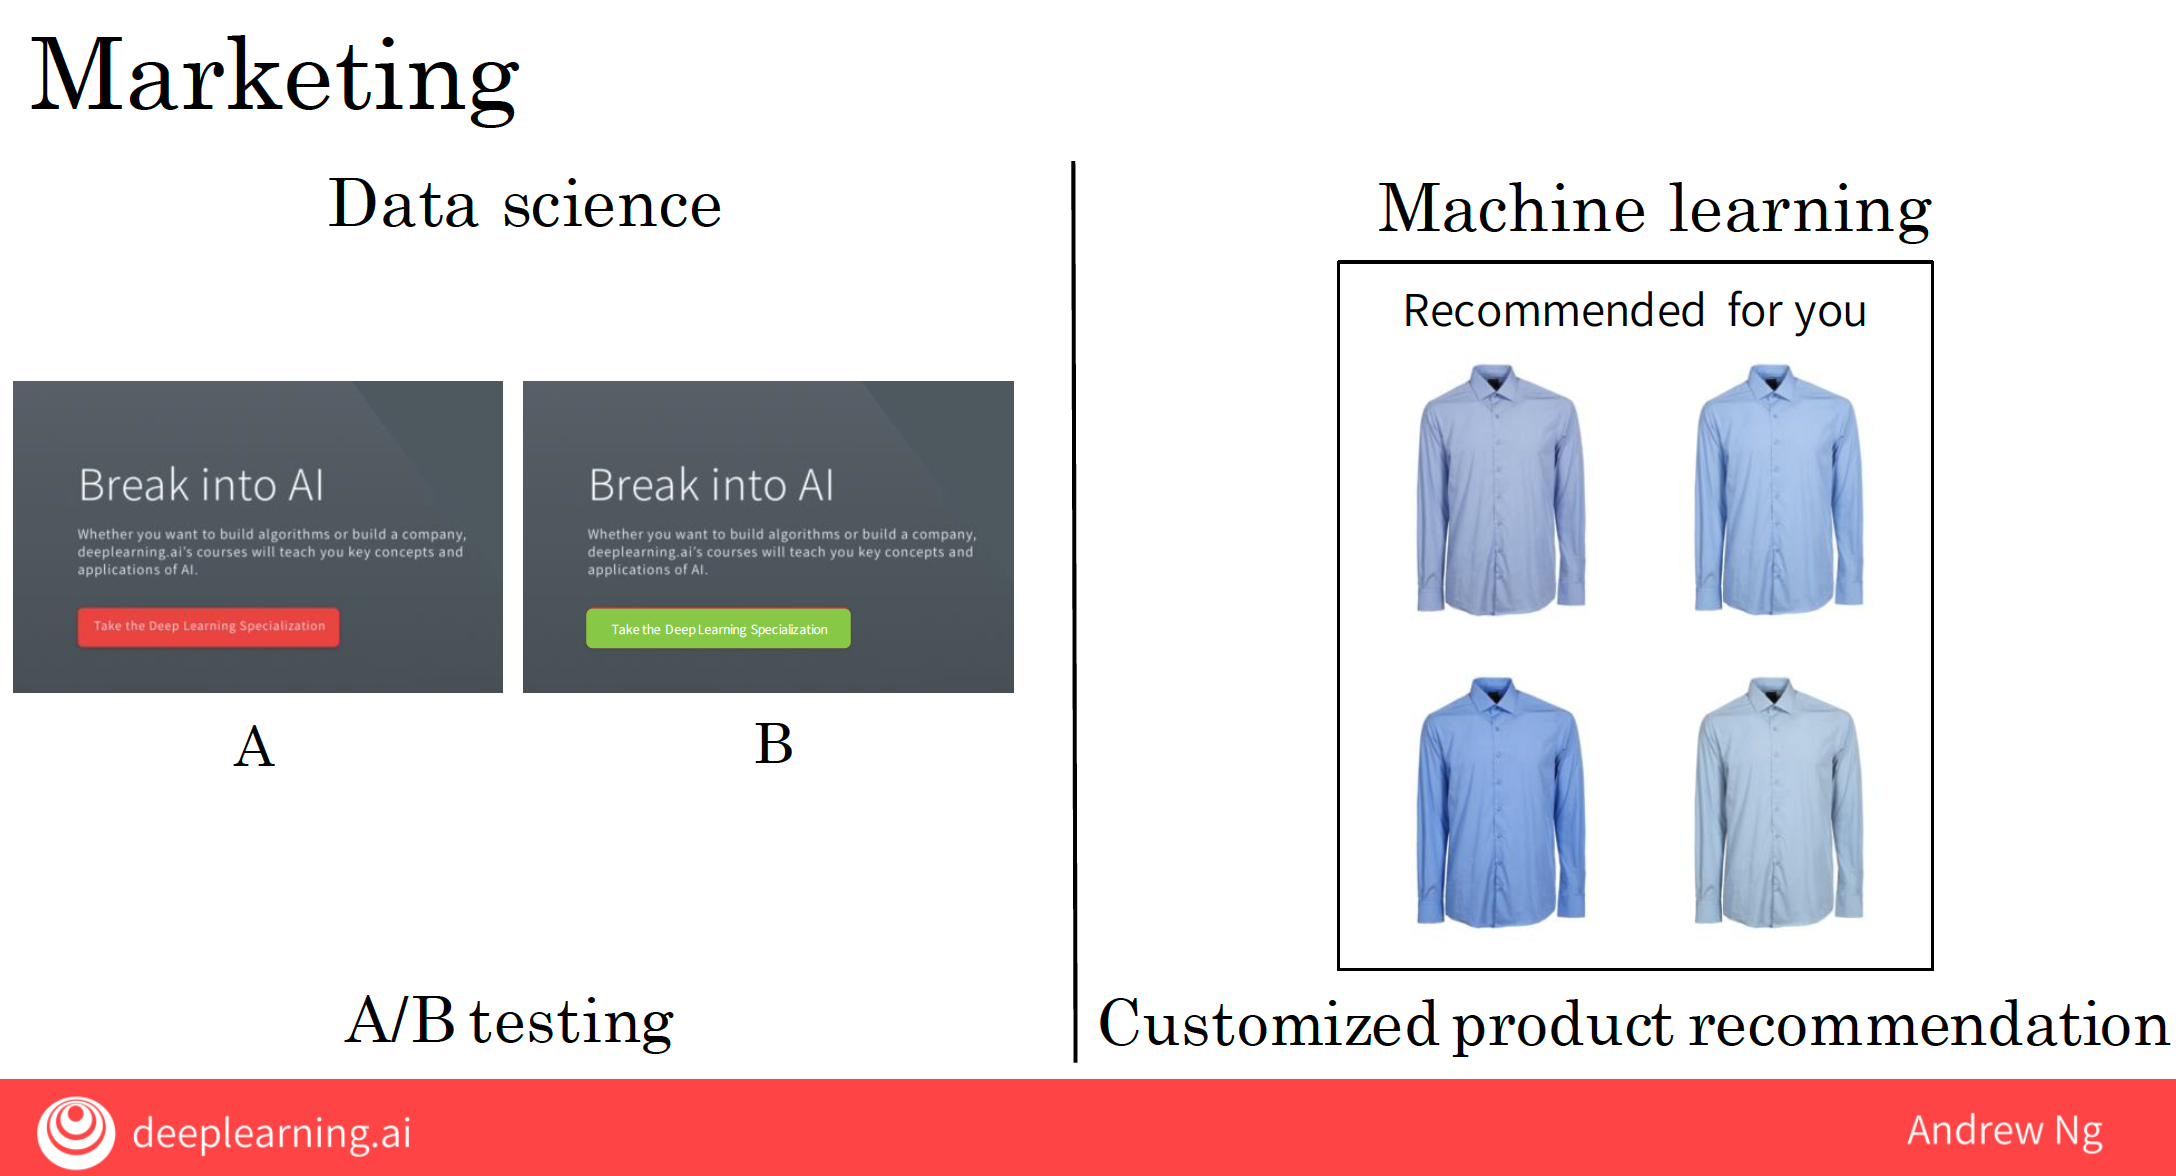 Marketing
Data science
Break into AI
Whether you want to build algorithms or build a company,
deeplearning.ai's courses will teach you key concepts and
applications of AI.
Take the Deep Learning Specialization
A
Break into AI
Whether you want to build algorithms or build a company,
deeplearning.ai's courses will teach you key concepts and
applications of AI.
Take the Deep Learning Specialization
B
A/B testing
Machine learning
Recommended for you
Customized product recommendation
deeplearning.ai
Andrew Ng